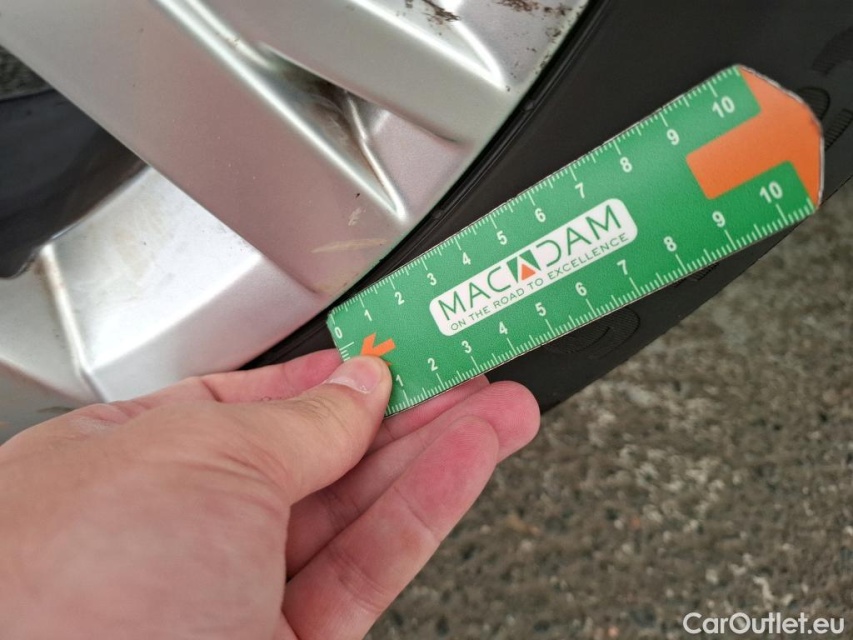 0 1 2 3 4 5 6 7 8 9 10
MACADAM
ON THE ROAD TO EXCELLENCE
1 2 3 4 5 6 7 8 9 10
CarOutlet.eu